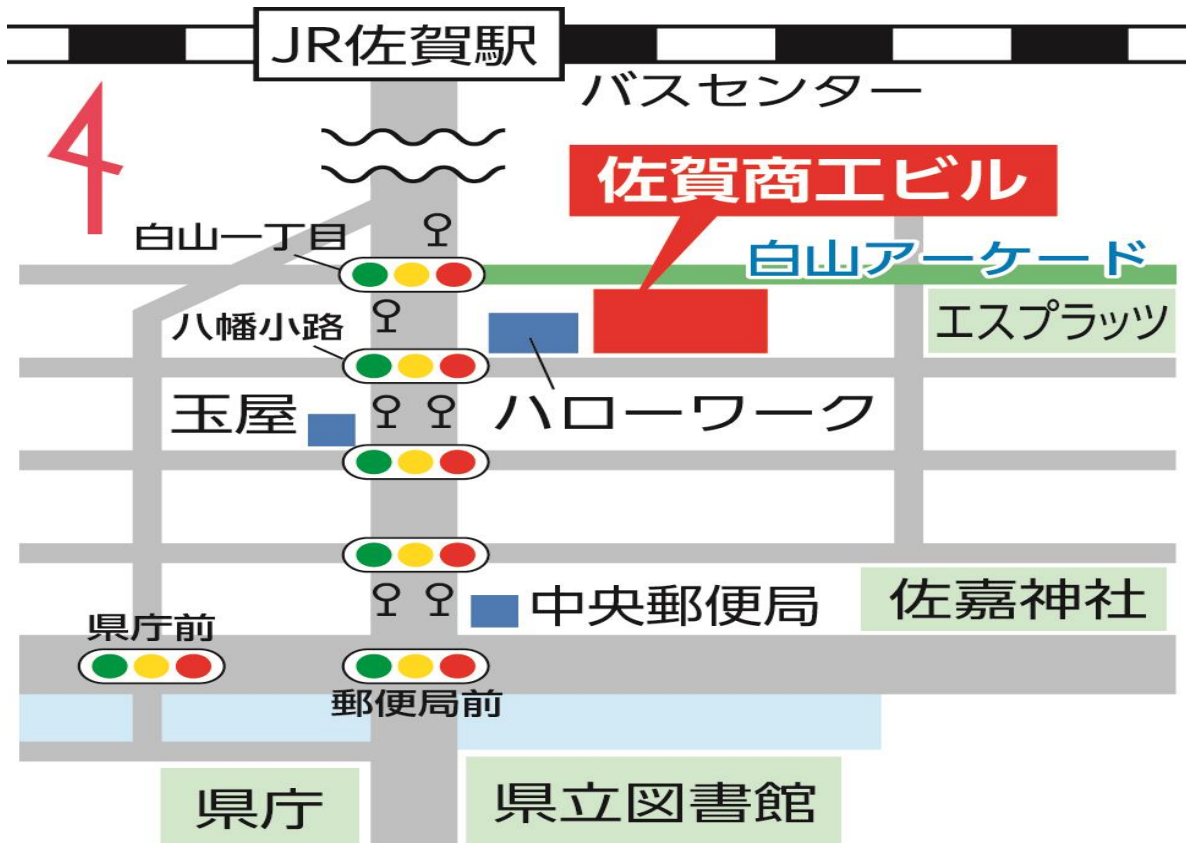 JR佐賀駅
バスセンター
佐賀商工ビル
白山一丁目
白山アーケード
エスプラッツ
八幡小路
玉屋
ハローワーク
中央郵便局
佐嘉神社
県庁前
郵便局前
県庁
県立図書館